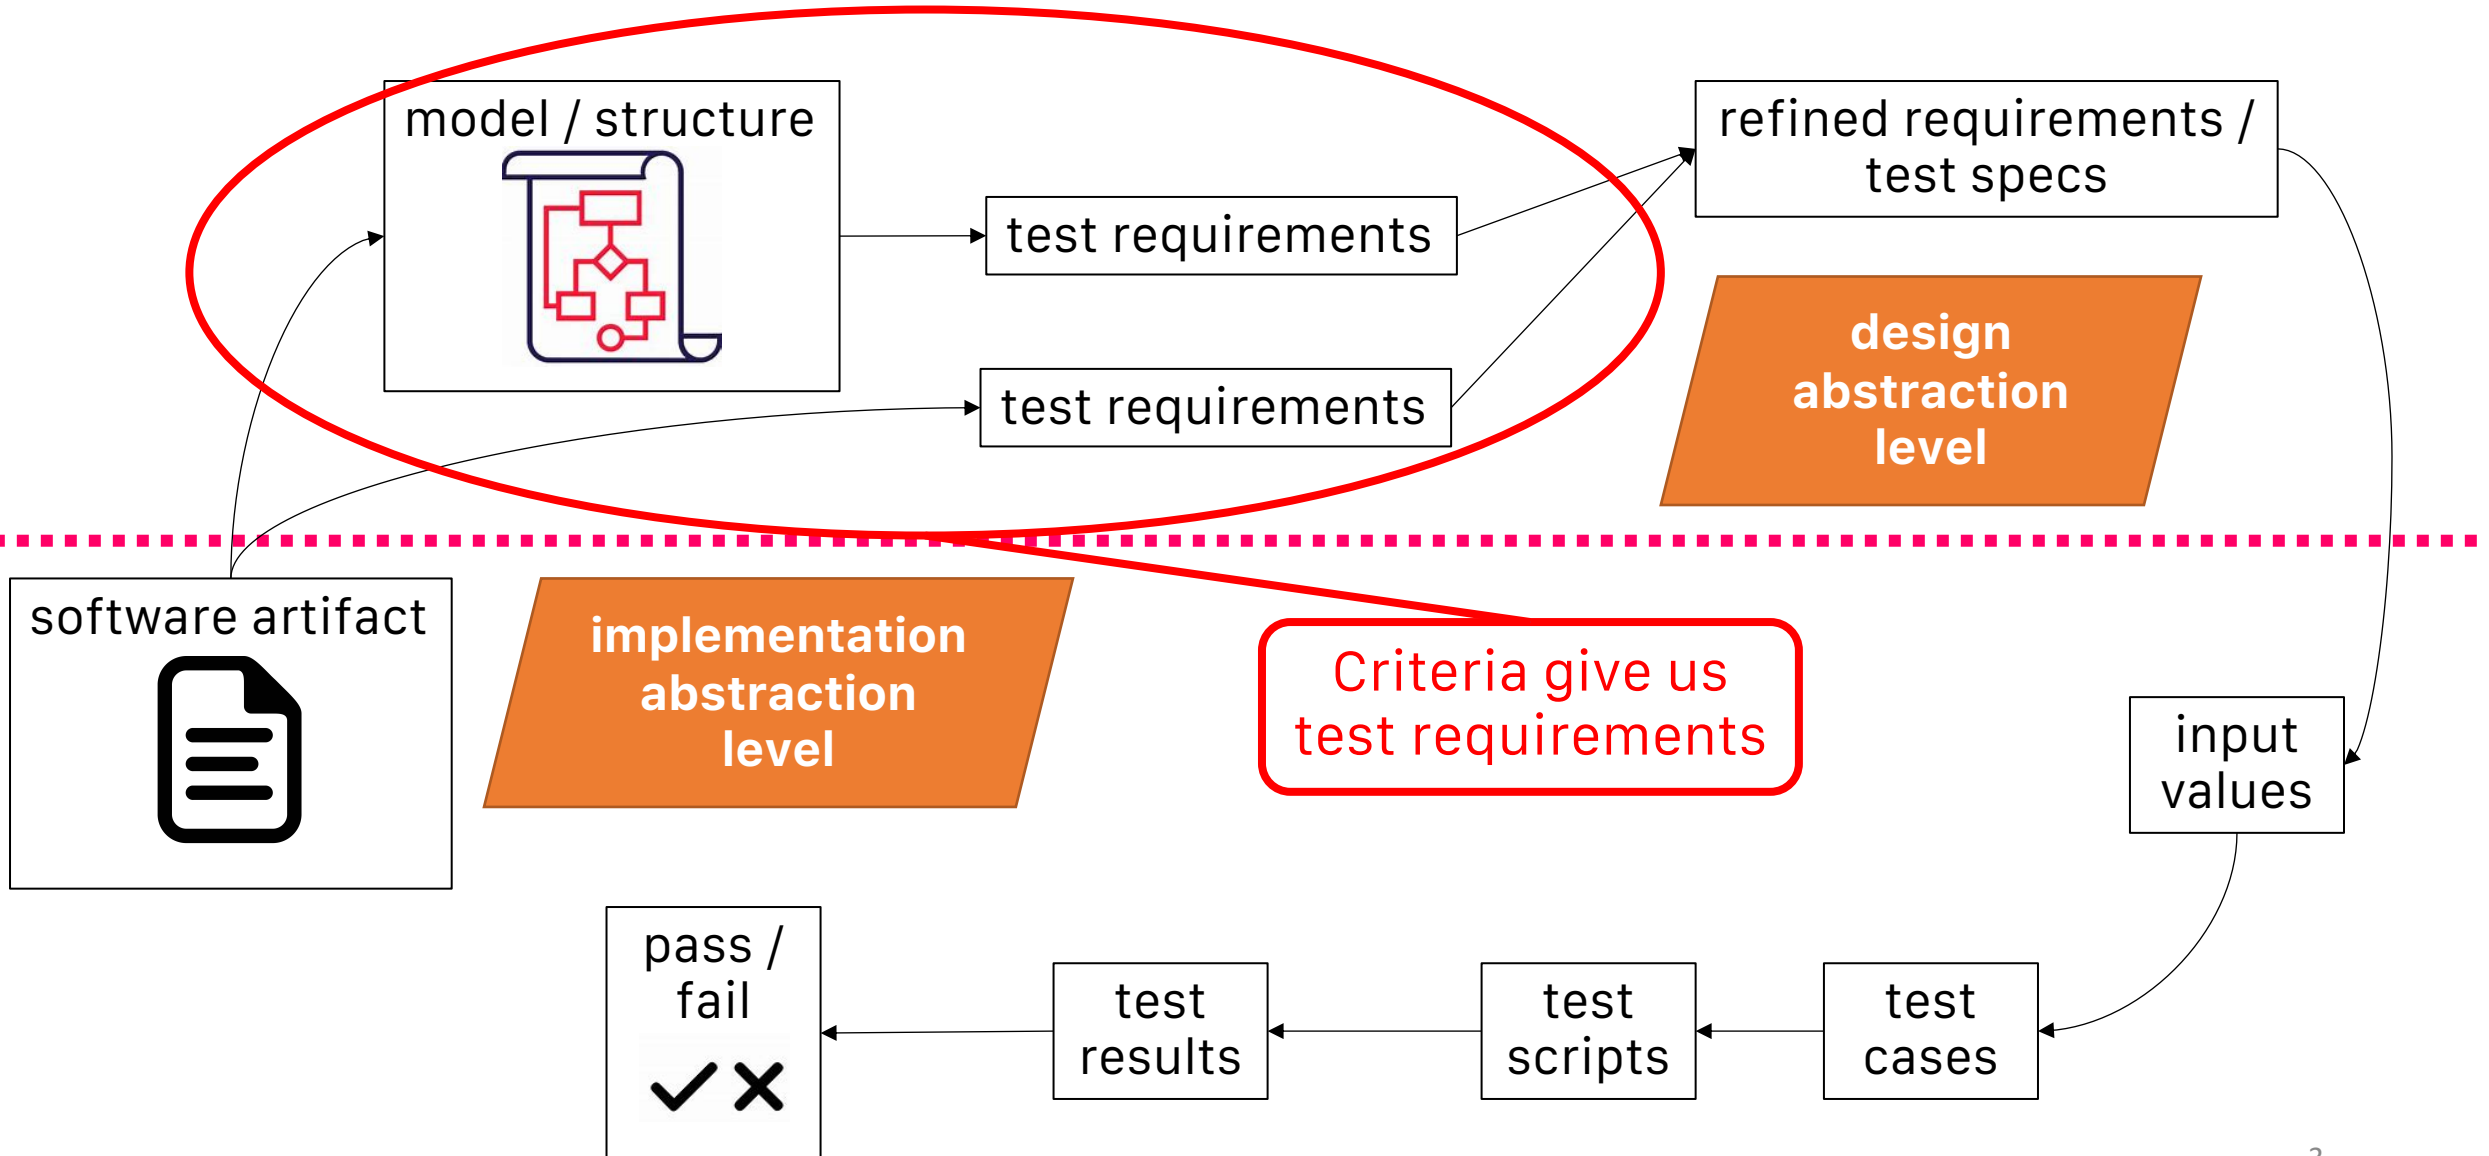 model / structure
refined requirements /
test specs
test requirements
test requirements
design
abstraction
level
software artifact
implementation
abstraction
level
Criteria give us
test requirements
input
values
pass /
fail
test
results
test
scripts
test
cases